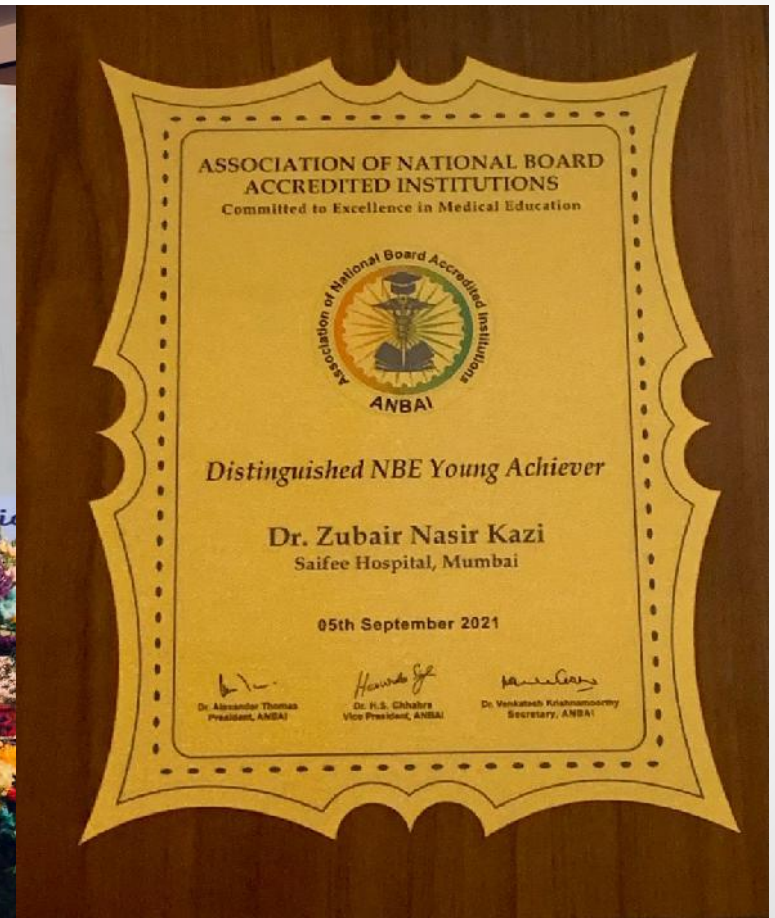 ASSOCIATION OF NATIONAL BOARD
ACCREDITED INSTITUTIONS
Committed to Excellence in Medical Education
Association of National Board Accredited Institutions
ANBAI
Distinguished NBE Young Achiever
Dr. Zubair Nasir Kazi
Saifee Hospital, Mumbai
05th September 2021
Dr. Alexander Thomas
President, ANBAI
Dr. H.S. Chhabra
Vice President, ANBAI
Dr. Venkatesh Krishnamoorthy
Secretary, ANBAI